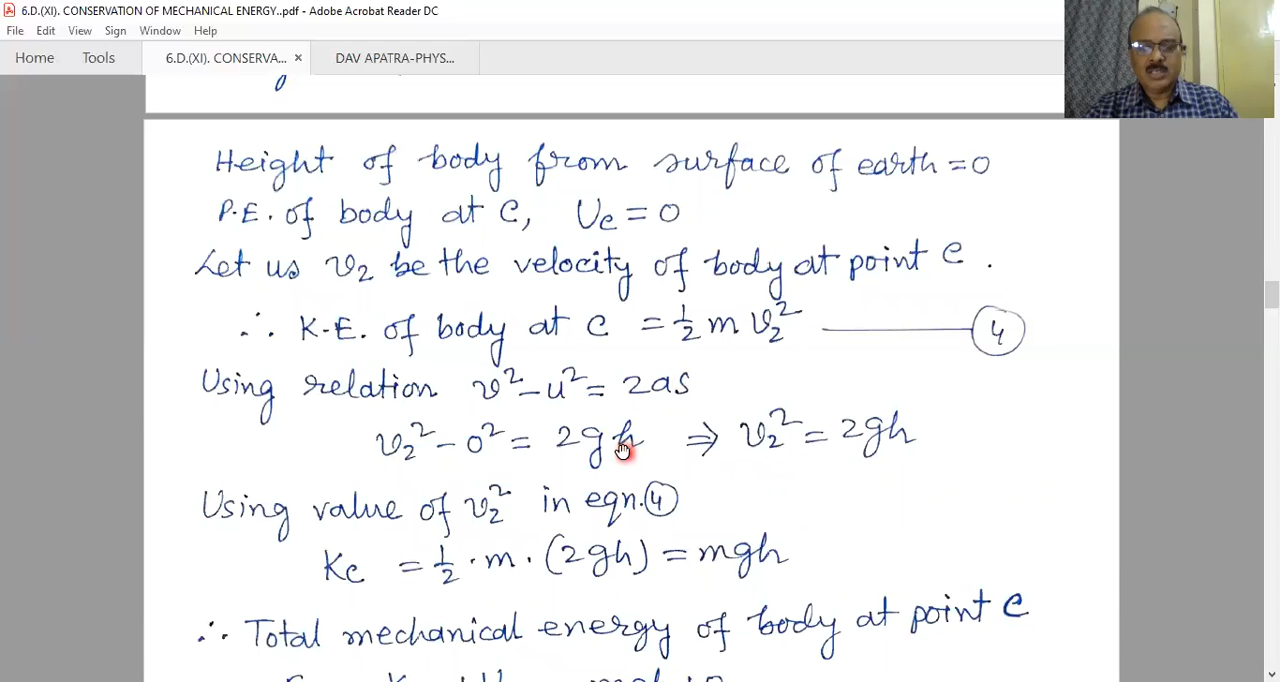 6.D.(XI). CONSERVATION OF MECHANICAL ENERGY..pdf - Adobe Acrobat Reader DC
File Edit View Sign Window Help
Home Tools 6.D.(XI). CONSERVA... × DAV APATRA-PHYS...
Height of body from surface of earth = 0
P.E. of body at C, Uc = 0
Let us v₂ be the velocity of body at point C.
∴ K.E. of body at C = ½ m v₂² ——— ④
Using relation v² - u² = 2as
v₂² - 0² = 2gh ⇒ v₂² = 2gh
Using value of v₂² in eqn. ④
Kc = ½ · m · (2gh) = mgh
∴ Total mechanical energy of body at point C